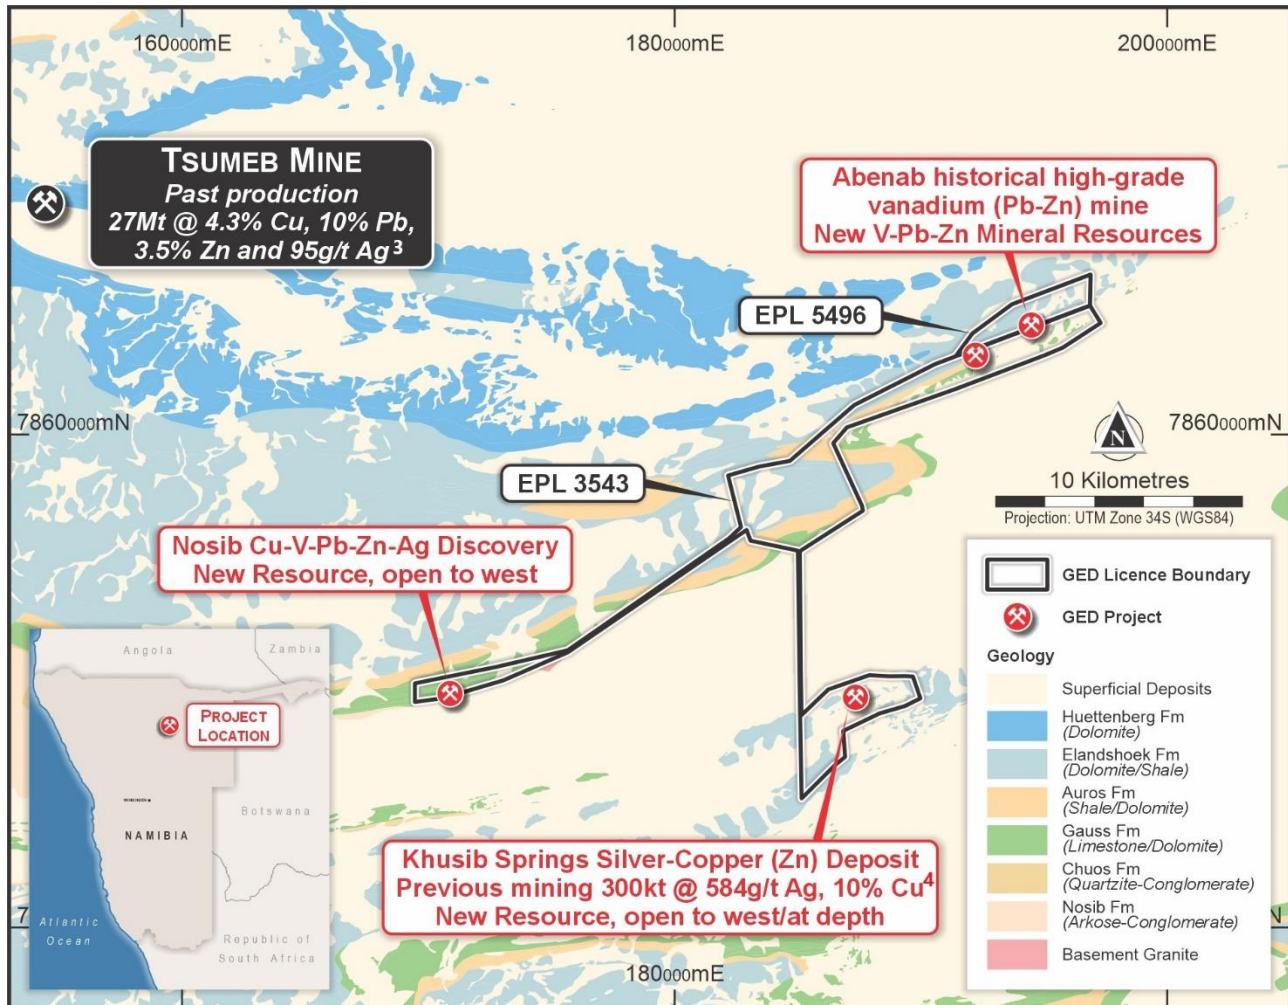 160000mE
180000mE
200000mE
TSUMEB MINE
Past production
27Mt @ 4.3% Cu, 10% Pb,
3.5% Zn and 95g/t Ag3
Abenab historical high-grade
vanadium (Pb-Zn) mine
New V-Pb-Zn Mineral Resources
EPL 5496
7860000mN
7860000mN
N
10 Kilometres
Projection: UTM Zone 34S (WGS84)
EPL 3543
Nosib Cu-V-Pb-Zn-Ag Discovery
New Resource, open to west
GED Licence Boundary
GED Project
Geology
Superficial Deposits
Huettenberg Fm
(Dolomite)
Elandshoek Fm
(Dolomite/Shale)
Auros Fm
(Shale/Dolomite)
Gauss Fm
(Limestone/Dolomite)
Chuos Fm
(Quartzite-Conglomerate)
Nosib Fm
(Arkose-Conglomerate)
Basement Granite
Angola
Zambia
PROJECT
LOCATION
WINDHOEK
NAMIBIA
Botswana
Atlantic
Ocean
Republic of
South Africa
Khusib Springs Silver-Copper (Zn) Deposit
Previous mining 300kt @ 584g/t Ag, 10% Cu4
New Resource, open to west/at depth
7
N
180000mE